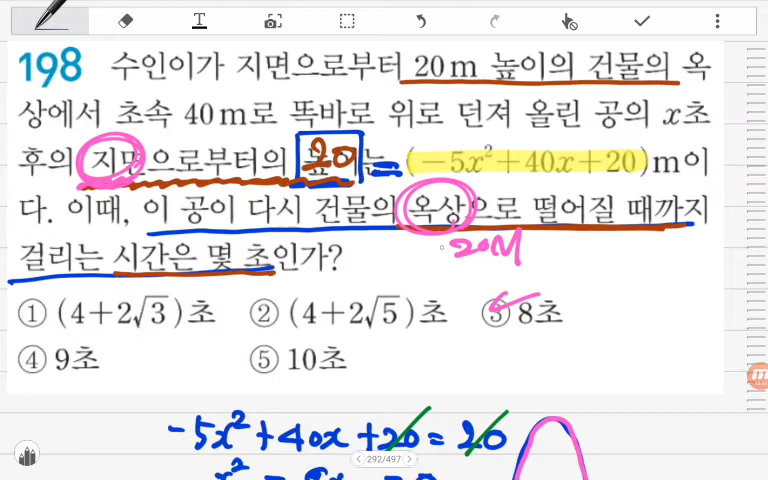 198 수인이가 지면으로부터 20 m 높이의 건물의 옥
상에서 초속 40 m로 똑바로 위로 던져 올린 공의 x초
후의 지면으로부터의 20 는 = (-5x²+40x+20) m이
다. 이때, 이 공이 다시 건물의 옥상으로 떨어질 때까지
20M
걸리는 시간은 몇 초인가?
① (4+2√3)초 ② (4+2√5)초 ③ 8초
④ 9초 ⑤ 10초
-5x²+40x+20=20
292/497